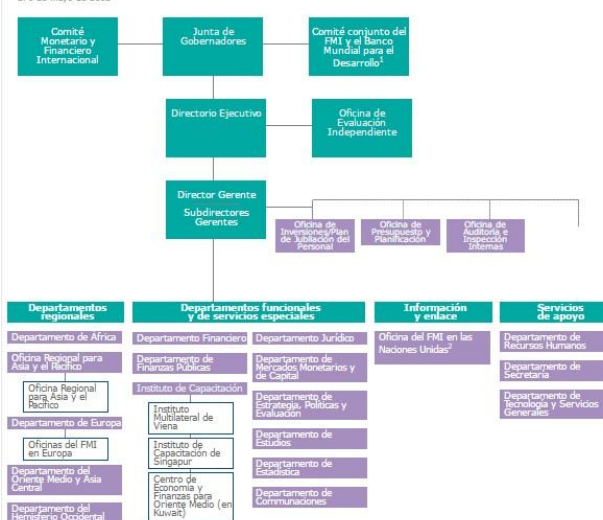 Comité
Monetario y
Financiero
Internacional
Junta de
Gobernadores
Comité conjunto del
FMI y el Banco
Mundial para el
Desarrollo1
Directorio Ejecutivo
Oficina de
Evaluación
Independiente
Director Gerente
Subdirectores
Gerentes
Oficina de
Inversiones/Plan
de Jubilación del
Personal
Oficina de
Presupuesto y
Planificación
Oficina de
Auditoría e
Inspección
Internas
Departamentos
regionales
Departamento de África
Oficina Regional para
Asia y el Pacífico
Oficina Regional
para Asia y el
Pacífico
Departamento de Europa
Oficinas del FMI
en Europa
Departamento del
Oriente Medio y Asia
Central
Departamento del
Hemisferio Occidental
Departamentos funcionales
y de servicios especiales
Departamento Financiero
Departamento de
Finanzas Públicas
Instituto de Capacitación
Instituto
Multilateral de
Viena
Instituto de
Capacitación de
Singapur
Centro de
Economía y
Finanzas para
Oriente Medio (en
Kuwait)
Departamento Jurídico
Departamento de
Mercados Monetarios y
de Capital
Departamento de
Estrategia, Políticas y
Evaluación
Departamento de
Estudios
Departamento de
Estadística
Departamento de
Communaciones
Información
y enlace
Oficina del FMI en las
Naciones Unidas2
Servicios
de apoyo
Departamento de
Recursos Humanos
Departamento de
Secretaría
Departamento de
Tecnología y Servicios
Generales